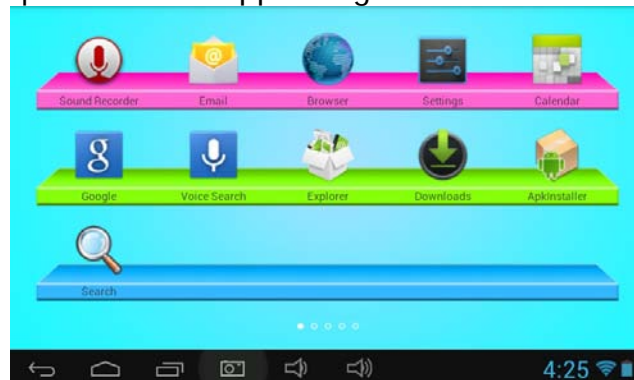 Sound Recorder Email Browser Settings Calendar
Google Voice Search Explorer Downloads ApkInstaller
Search
4:25